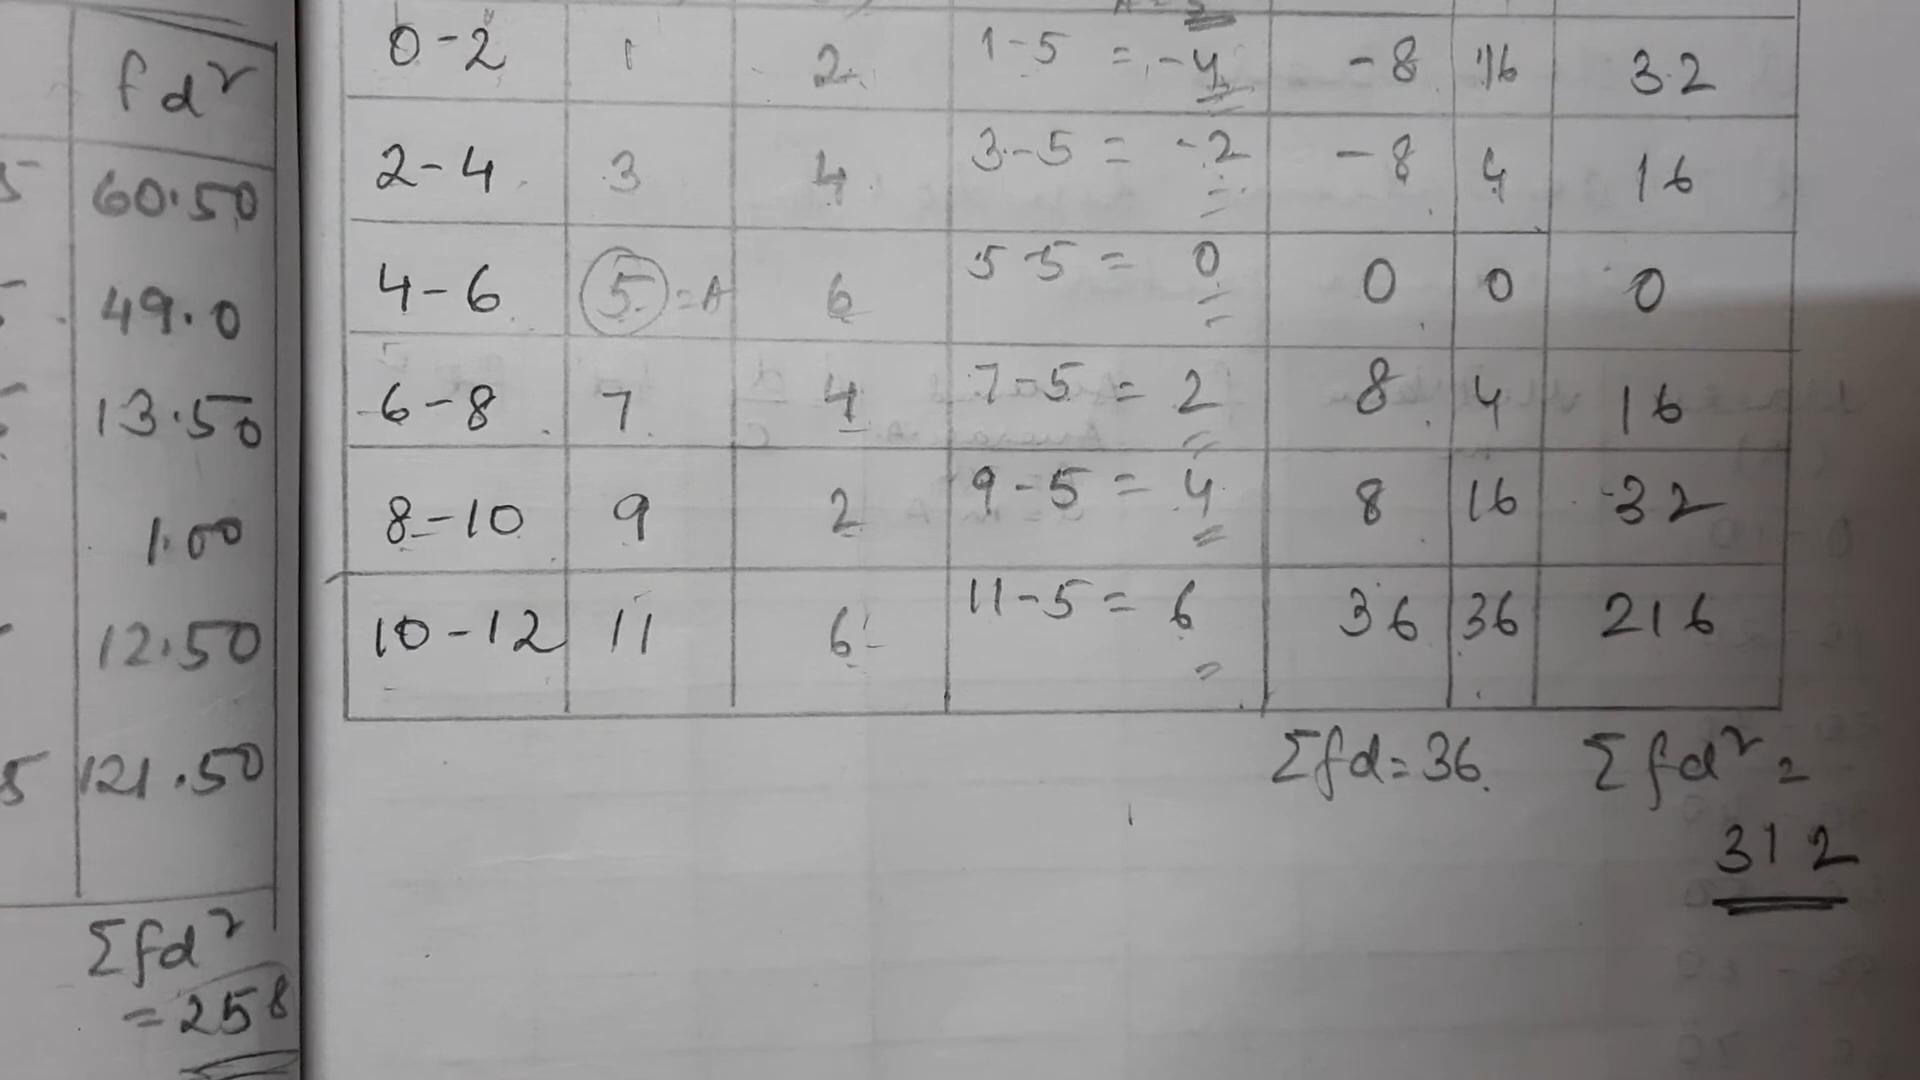 fd²
5 60.50
49.0
13.50
1.00
12.50
5 121.50
Σfd²
= 258
0-2 1 2 1-5 = -4 -8 16 32
2-4 3 4 3-5 = -2 -8 4 16
4-6 5 = A 6 5-5 = 0 0 0 0
6-8 7 4 7-5 = 2 8 4 16
8-10 9 2 9-5 = 4 8 16 32
10-12 11 6 11-5 = 6 36 36 216
Σfd = 36. Σfd² =
312